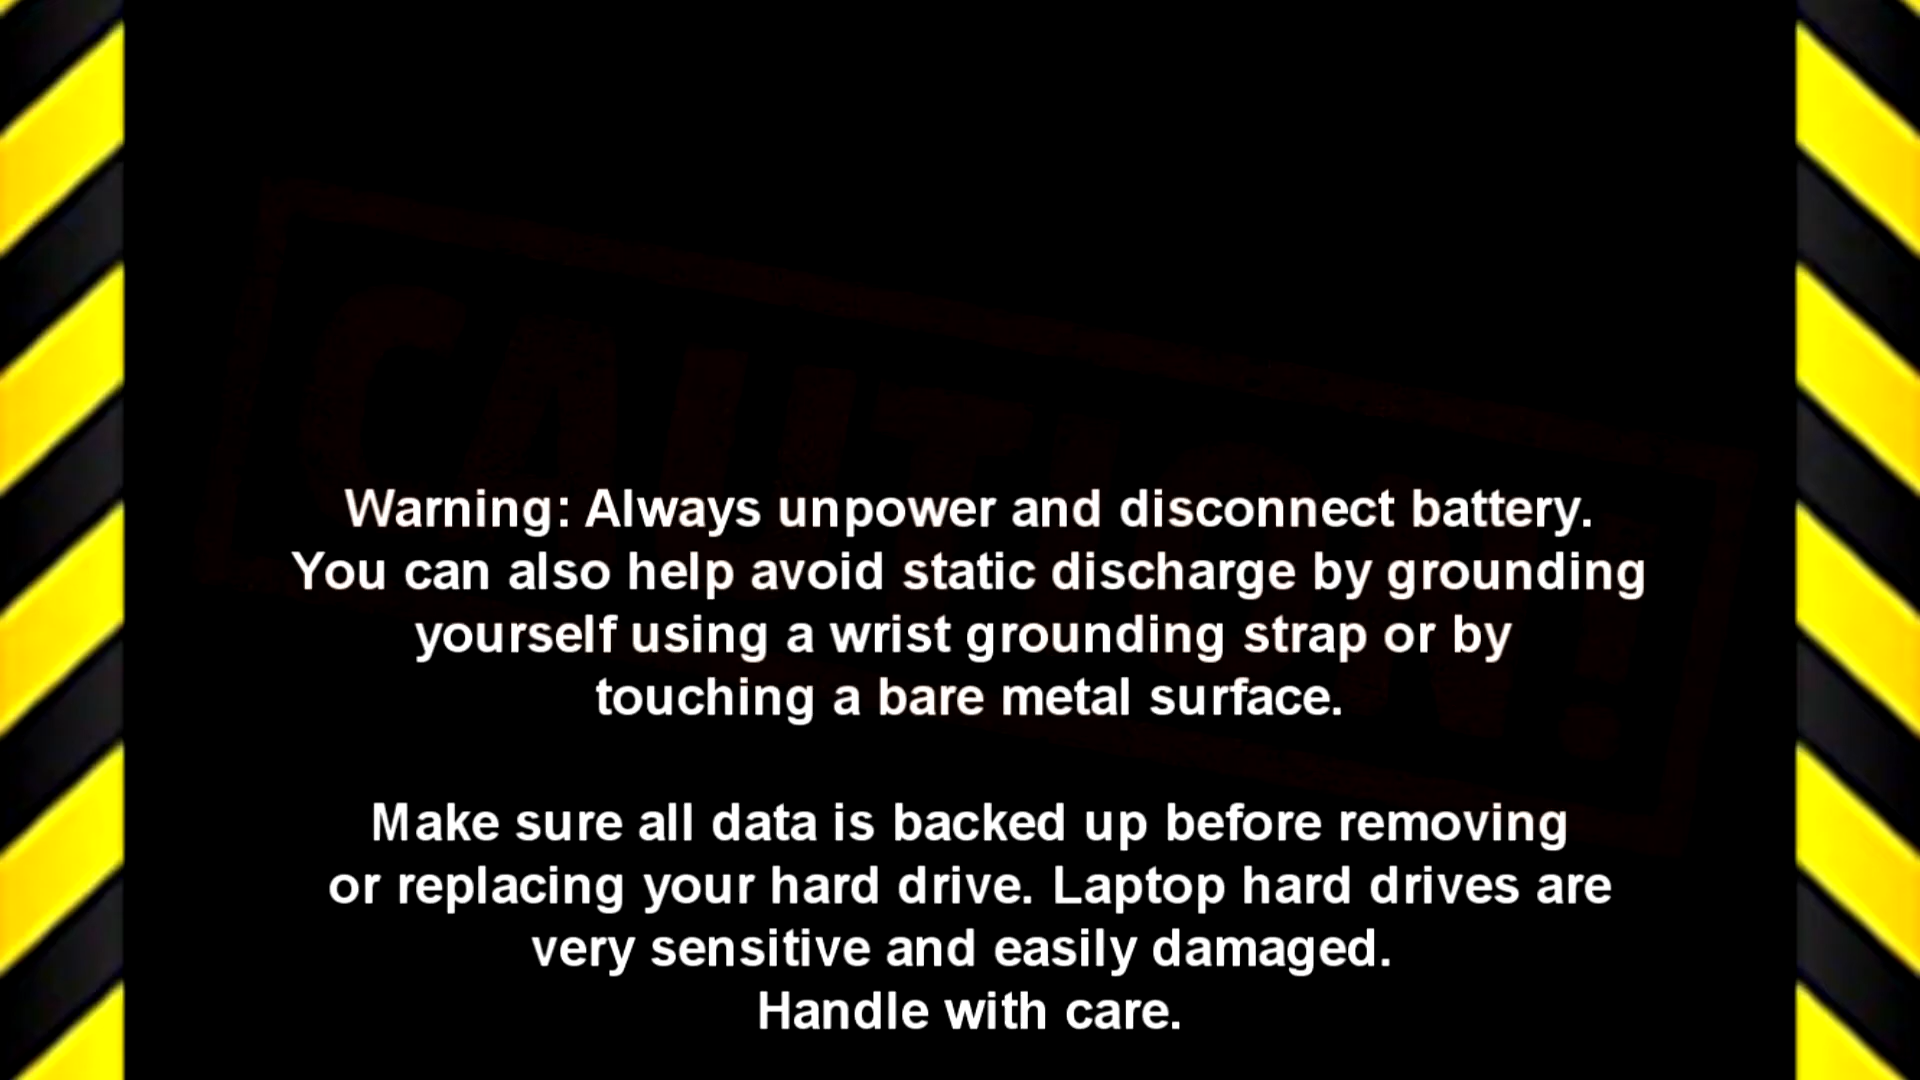 CAUTION!
Warning: Always unpower and disconnect battery.
You can also help avoid static discharge by grounding
yourself using a wrist grounding strap or by
touching a bare metal surface.
Make sure all data is backed up before removing
or replacing your hard drive. Laptop hard drives are
very sensitive and easily damaged.
Handle with care.